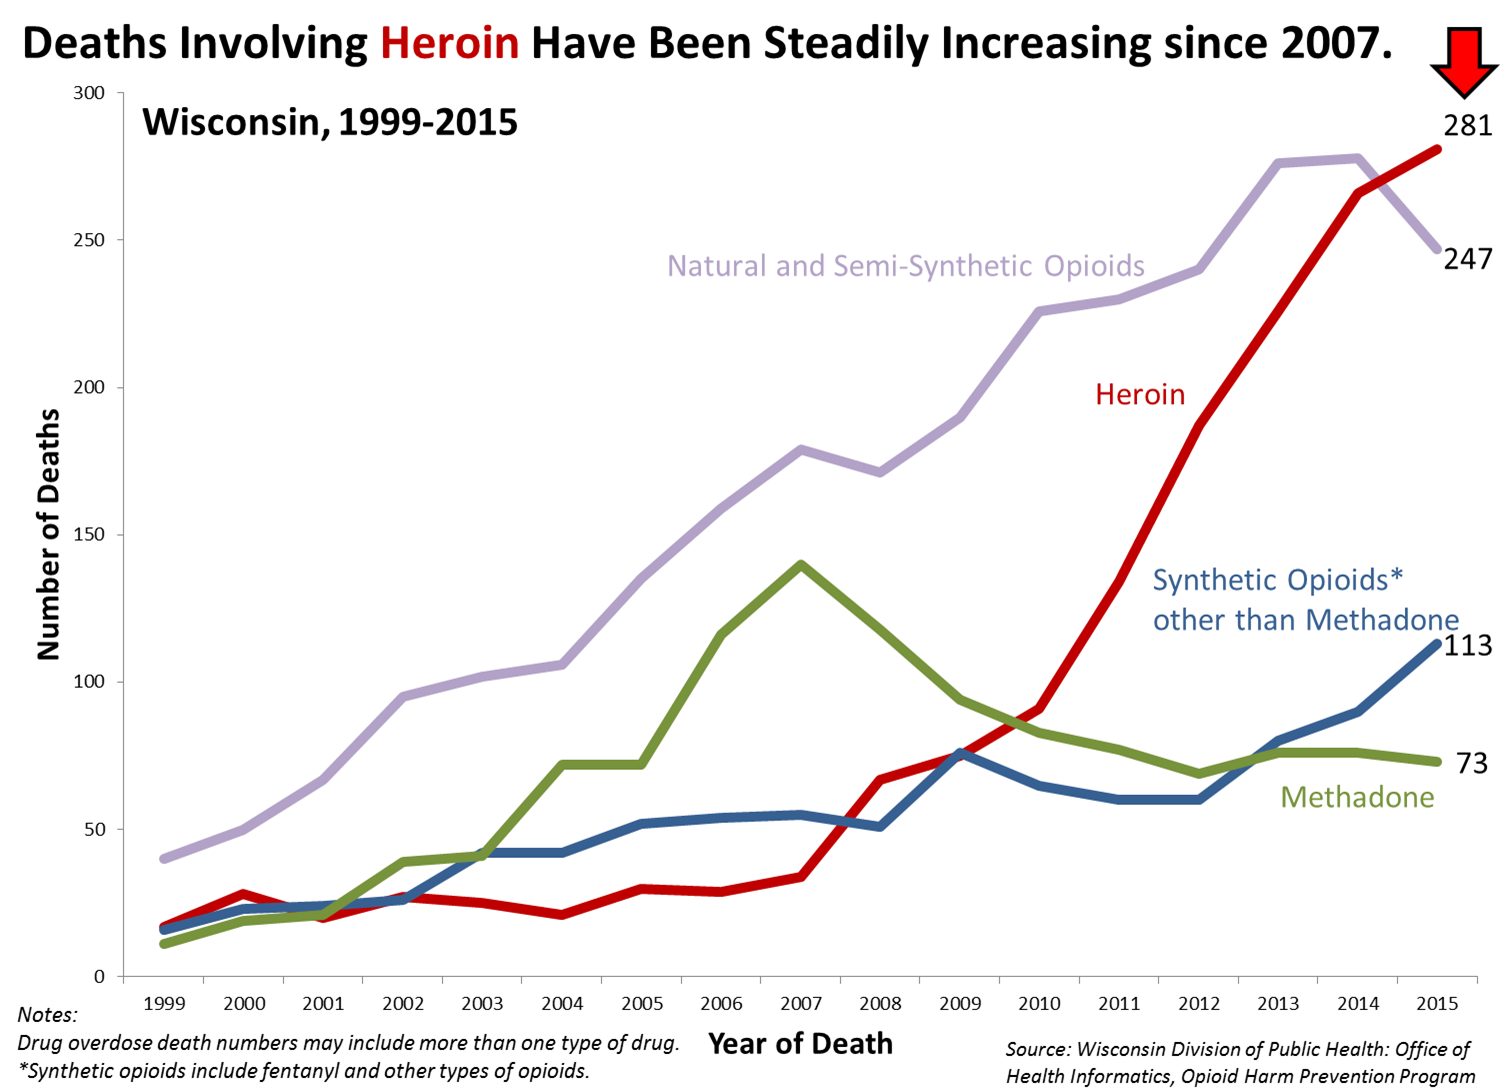 Deaths Involving Heroin Have Been Steadily Increasing since 2007.
Wisconsin, 1999-2015
300
250
200
150
100
50
0
Number of Deaths
Natural and Semi-Synthetic Opioids
Heroin
Synthetic Opioids*
other than Methadone
Methadone
281
247
113
73
1999 2000 2001 2002 2003 2004 2005 2006 2007 2008 2009 2010 2011 2012 2013 2014 2015
Year of Death
Notes:
Drug overdose death numbers may include more than one type of drug.
*Synthetic opioids include fentanyl and other types of opioids.
Source: Wisconsin Division of Public Health: Office of
Health Informatics, Opioid Harm Prevention Program